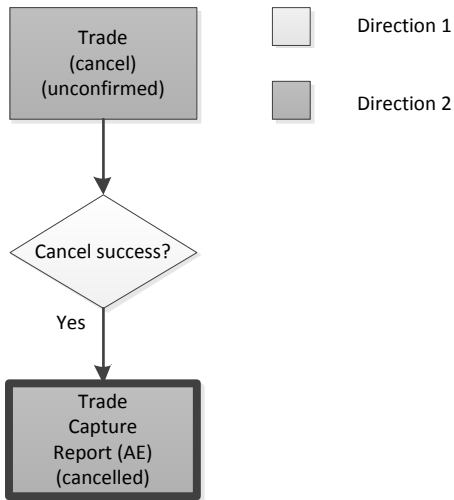 Trade
(cancel)
(unconfirmed)
Direction 1
Direction 2
Cancel success?
Yes
Trade
Capture
Report (AE)
(cancelled)